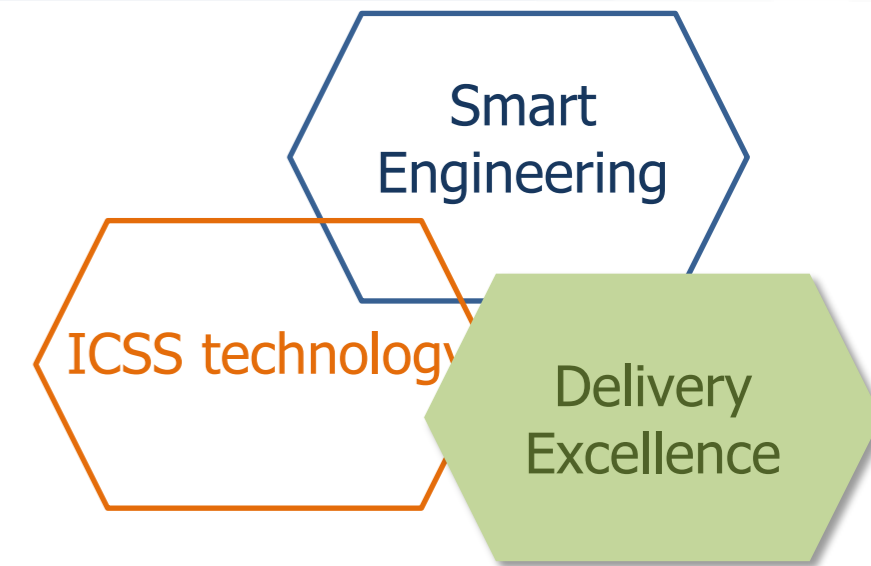 Smart
Engineering
ICSS technology
Delivery
Excellence